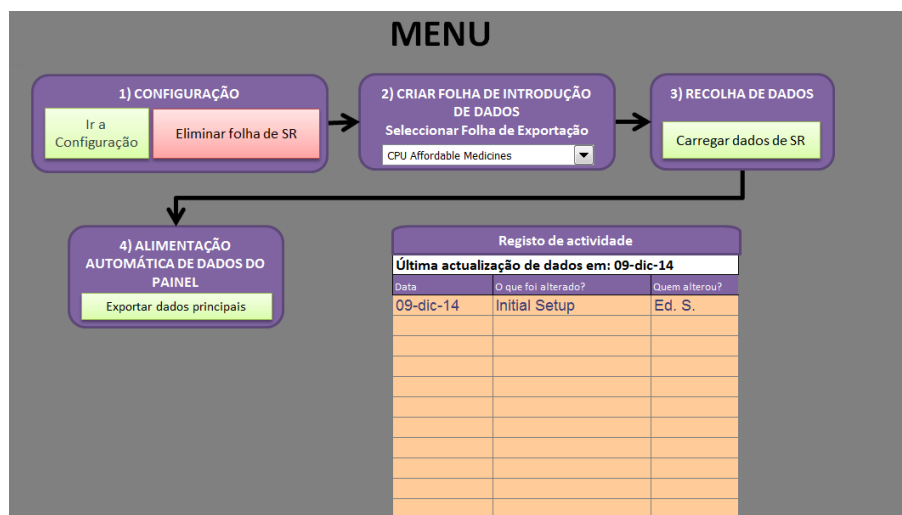 MENU
1) CONFIGURAÇÃO
Ir a
Configuração
Eliminar folha de SR
2) CRIAR FOLHA DE INTRODUÇÃO
DE DADOS
Seleccionar Folha de Exportação
CPU Affordable Medicines
3) RECOLHA DE DADOS
Carregar dados de SR
4) ALIMENTAÇÃO
AUTOMÁTICA DE DADOS DO
PAINEL
Exportar dados principais
Registo de actividade
Última actualização de dados em: 09-dic-14
Data O que foi alterado? Quem alterou?
09-dic-14 Initial Setup Ed. S.